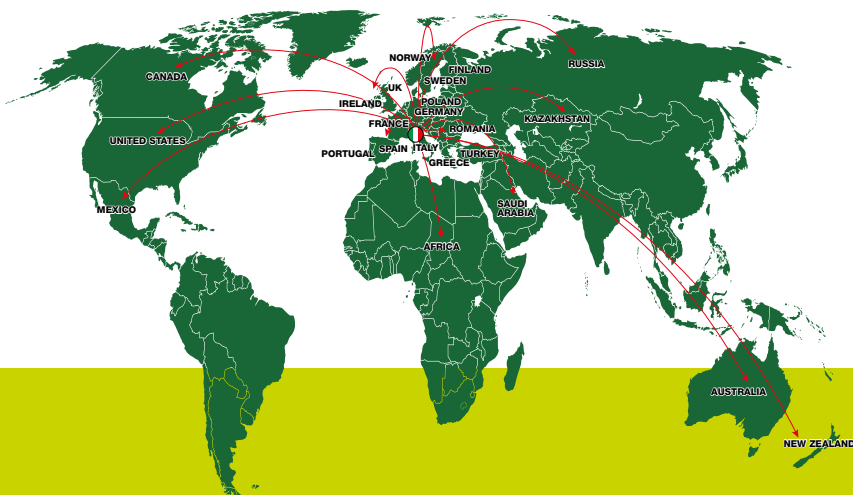 NORWAY
RUSSIA
FINLAND
CANADA
SWEDEN
UK
IRELAND
POLAND
GERMANY
KAZAKHSTAN
FRANCE
ROMANIA
UNITED STATES
SPAIN
ITALY
PORTUGAL
TURKEY
GREECE
MEXICO
SAUDI
ARABIA
AFRICA
AUSTRALIA
NEW ZEALAND